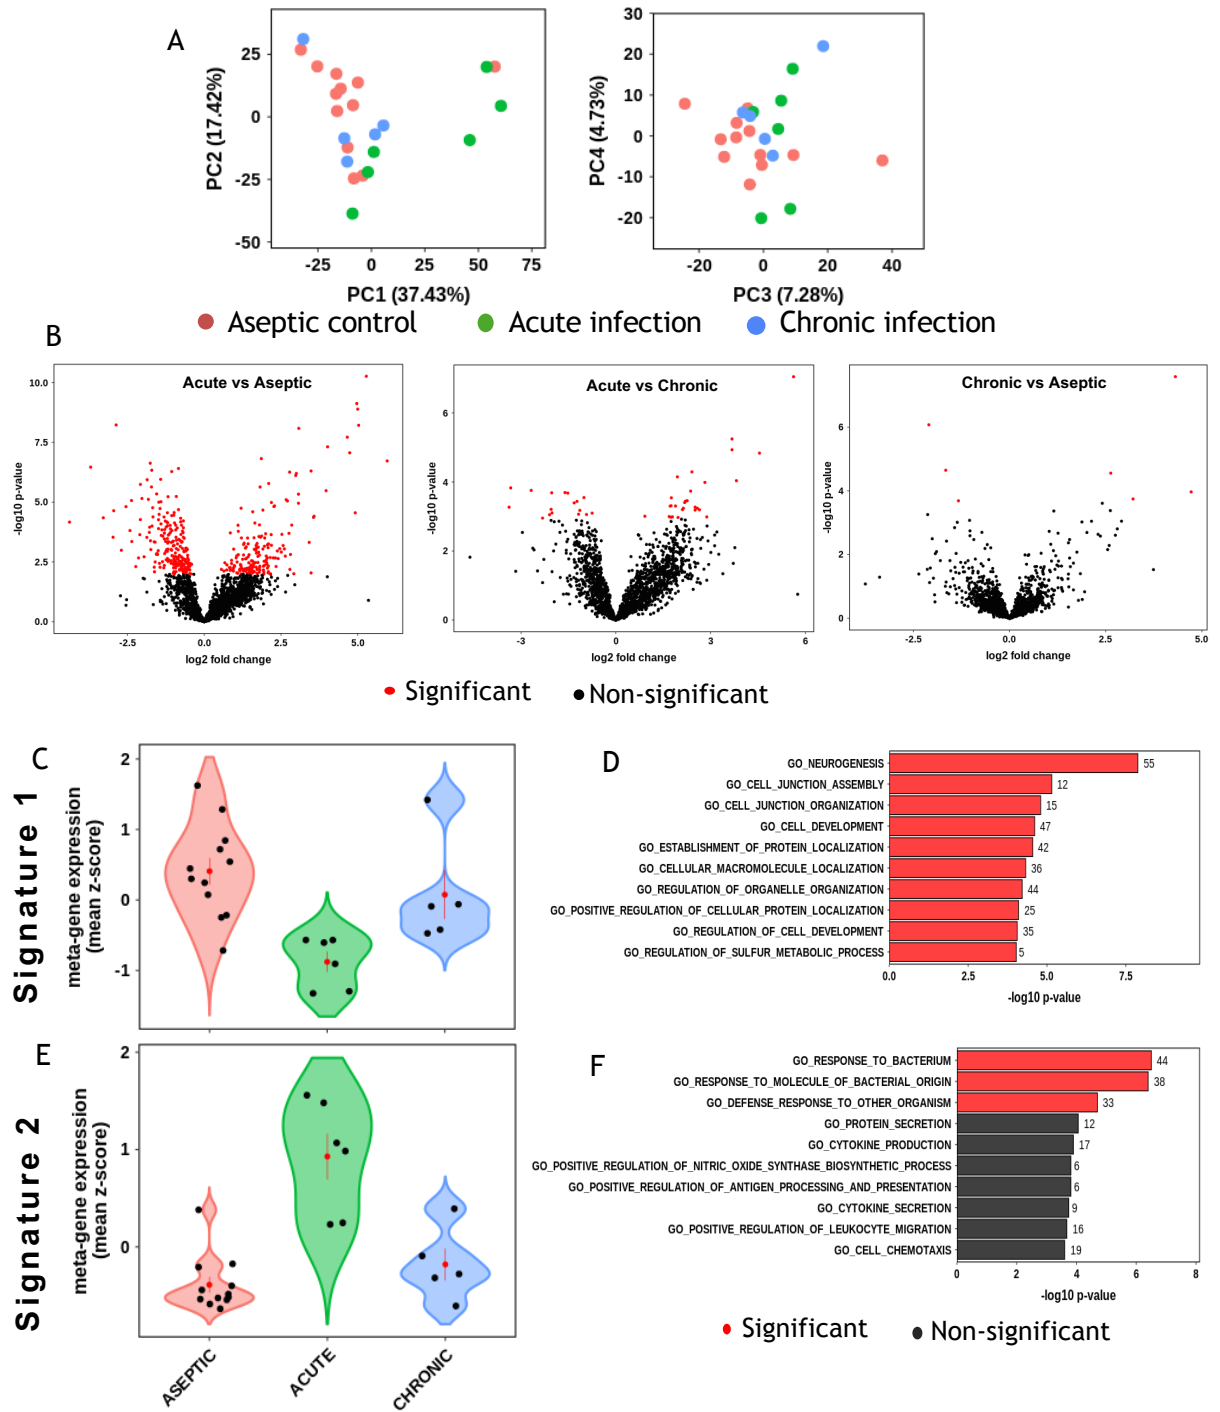 A
PC2 (17.42%)
25
0
-25
-50
-25
0
25
50
75
PC1 (37.43%)
PC4 (4.73%)
30
20
10
0
-10
-20
-20
0
20
40
PC3 (7.28%)
Aseptic control
Acute infection
Chronic infection
B
Acute vs Aseptic
-log10 p-value
10.0
7.5
5.0
2.5
0.0
-2.5
0.0
2.5
5.0
log2 fold change
Acute vs Chronic
-log10 p-value
6
4
2
0
-3
0
3
6
log2 fold change
Chronic vs Aseptic
-log10 p-value
6
4
2
0
-2.5
0.0
2.5
5.0
log2 fold change
Significant
Non-significant
C
Signature 1
meta-gene expression
(mean z-score)
2
1
0
-1
D
GO_NEUROGENESIS 55
GO_CELL_JUNCTION_ASSEMBLY 12
GO_CELL_JUNCTION_ORGANIZATION 15
GO_CELL_DEVELOPMENT 47
GO_ESTABLISHMENT_OF_PROTEIN_LOCALIZATION 42
GO_CELLULAR_MACROMOLECULE_LOCALIZATION 36
GO_REGULATION_OF_ORGANELLE_ORGANIZATION 44
GO_POSITIVE_REGULATION_OF_CELLULAR_PROTEIN_LOCALIZATION 25
GO_REGULATION_OF_CELL_DEVELOPMENT 35
GO_REGULATION_OF_SULFUR_METABOLIC_PROCESS 5
0.0
2.5
5.0
7.5
-log10 p-value
E
Signature 2
meta-gene expression
(mean z-score)
2
1
0
ASEPTIC
ACUTE
CHRONIC
F
GO_RESPONSE_TO_BACTERIUM 44
GO_RESPONSE_TO_MOLECULE_OF_BACTERIAL_ORIGIN 38
GO_DEFENSE_RESPONSE_TO_OTHER_ORGANISM 33
GO_PROTEIN_SECRETION 12
GO_CYTOKINE_PRODUCTION 17
GO_POSITIVE_REGULATION_OF_NITRIC_OXIDE_SYNTHASE_BIOSYNTHETIC_PROCESS 6
GO_POSITIVE_REGULATION_OF_ANTIGEN_PROCESSING_AND_PRESENTATION 6
GO_CYTOKINE_SECRETION 9
GO_POSITIVE_REGULATION_OF_LEUKOCYTE_MIGRATION 16
GO_CELL_CHEMOTAXIS 19
0
2
4
6
8
-log10 p-value
Significant
Non-significant